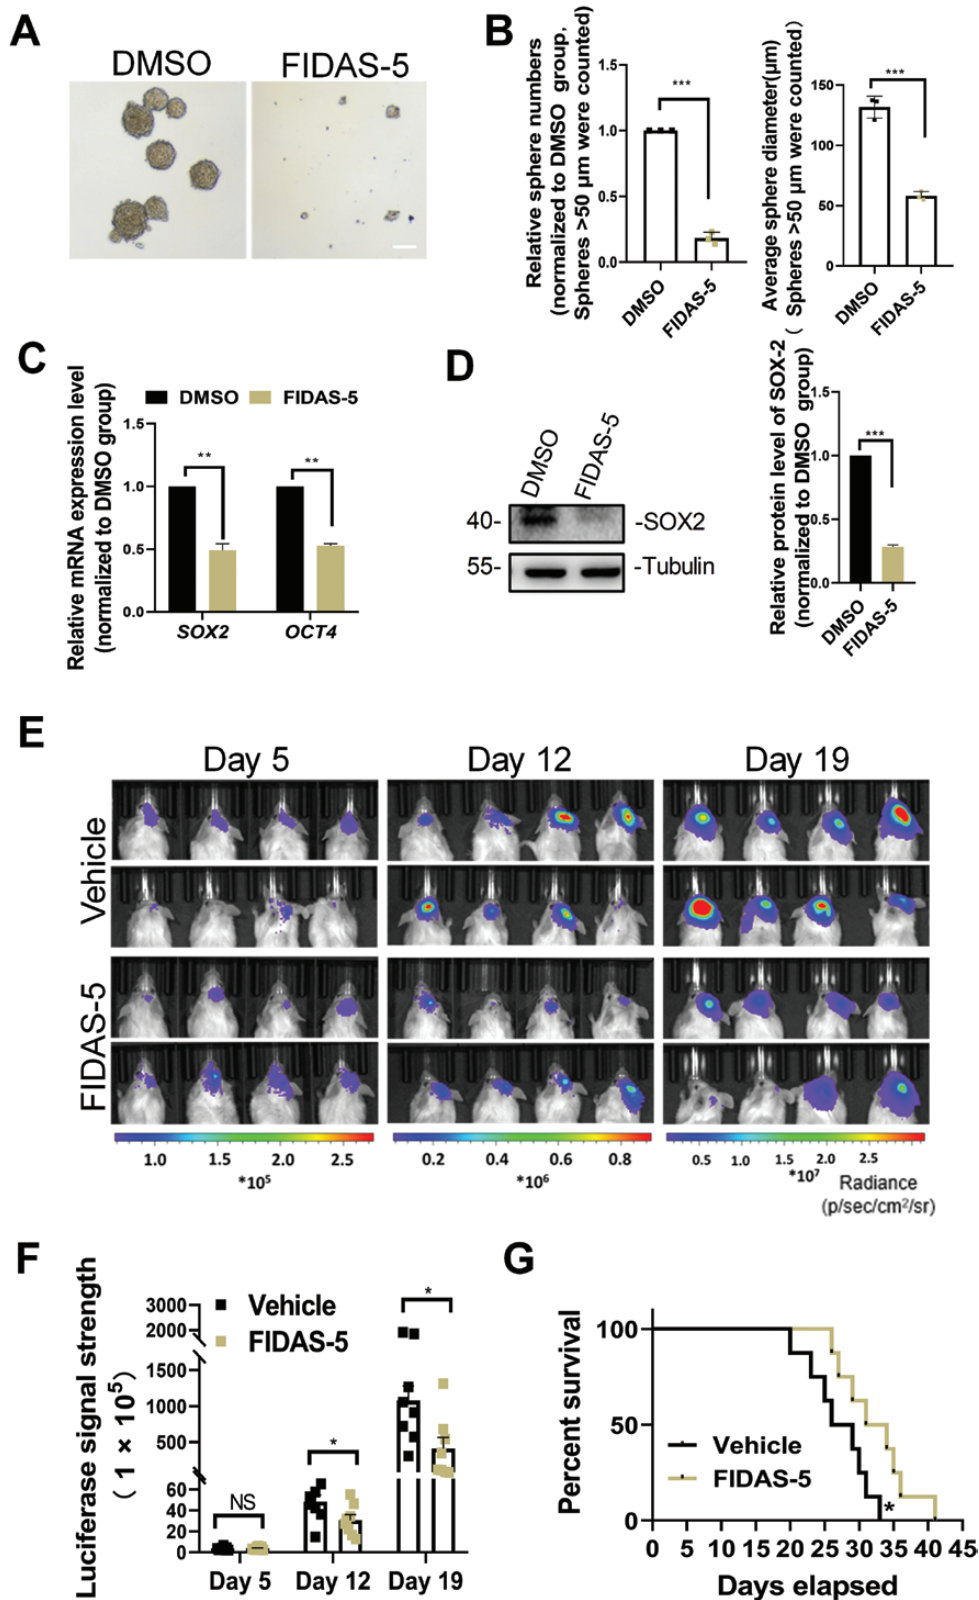 A
DMSO
FIDAS-5
B
Relative sphere numbers
(normalized to DMSO group,
Spheres >50 μm were counted)
1.5
1.0
0.5
0.0
***
DMSO
FIDAS-5
Average sphere diameter(μm)
( Spheres >50 μm were counted)
150
100
50
0
***
DMSO
FIDAS-5
C
DMSO
FIDAS-5
Relative mRNA expression level
(normalized to DMSO group)
1.5
1.0
0.5
0.0
**
**
SOX2
OCT4
D
DMSO
FIDAS-5
40-
-SOX2
55-
-Tubulin
Relative protein level of SOX-2
(normalized to DMSO group)
1.5
1.0
0.5
0.0
***
DMSO
FIDAS-5
E
Day 5
Day 12
Day 19
Vehicle
FIDAS-5
1.0 1.5 2.0 2.5
*10⁵
0.2 0.4 0.6 0.8
*10⁶
0.5 1.0 1.5 2.0 2.5
*10⁷
Radiance
(p/sec/cm²/sr)
F
Luciferase signal strength
( 1 × 10⁵)
3000
2000
1500
1000
500
60
40
20
0
Vehicle
FIDAS-5
NS
*
*
Day 5
Day 12
Day 19
G
Percent survival
100
50
0
Vehicle
FIDAS-5
*
0 5 10 15 20 25 30 35 40 45
Days elapsed